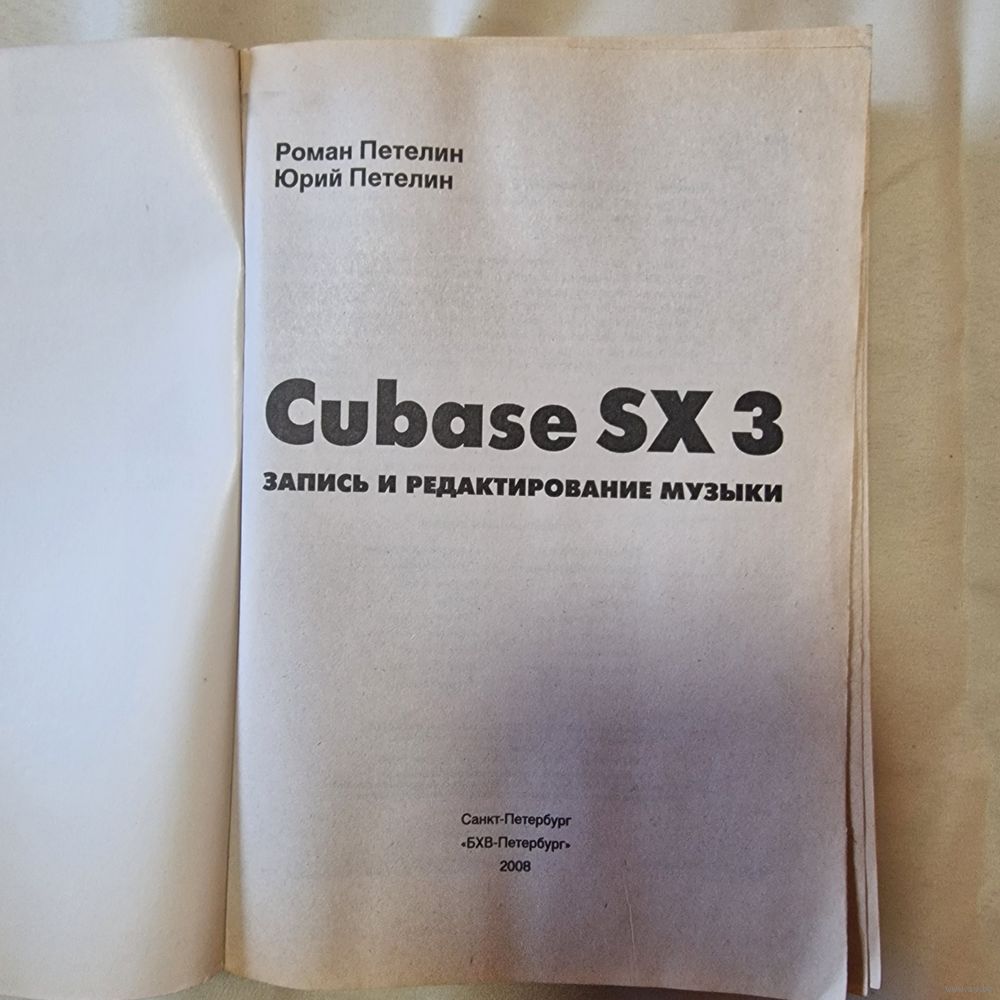 Роман Петелин
Юрий Петелин
Cubase SX 3
ЗАПИСЬ И РЕДАКТИРОВАНИЕ МУЗЫКИ
Санкт-Петербург
«БХВ-Петербург»
2008